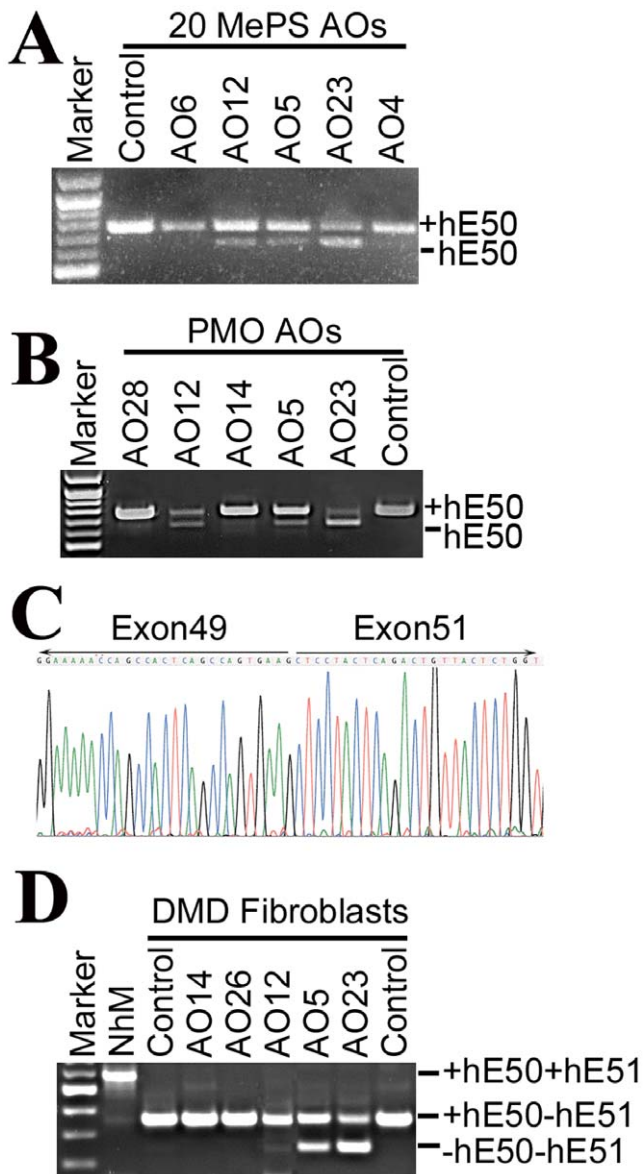 A
20 MePS AOs
Marker
Control
AO6
AO12
AO5
AO23
AO4
+hE50
-hE50
B
PMO AOs
Marker
AO28
AO12
AO14
AO5
AO23
Control
+hE50
-hE50
C
Exon49 Exon51
GGAAAAACCAGCCACTCAGCCAGTGAAGCTCCTACTCAGACTGTTACTCTGGT
D
DMD Fibroblasts
Marker
NhM
Control
AO14
AO26
AO12
AO5
AO23
Control
+hE50+hE51
+hE50-hE51
-hE50-hE51